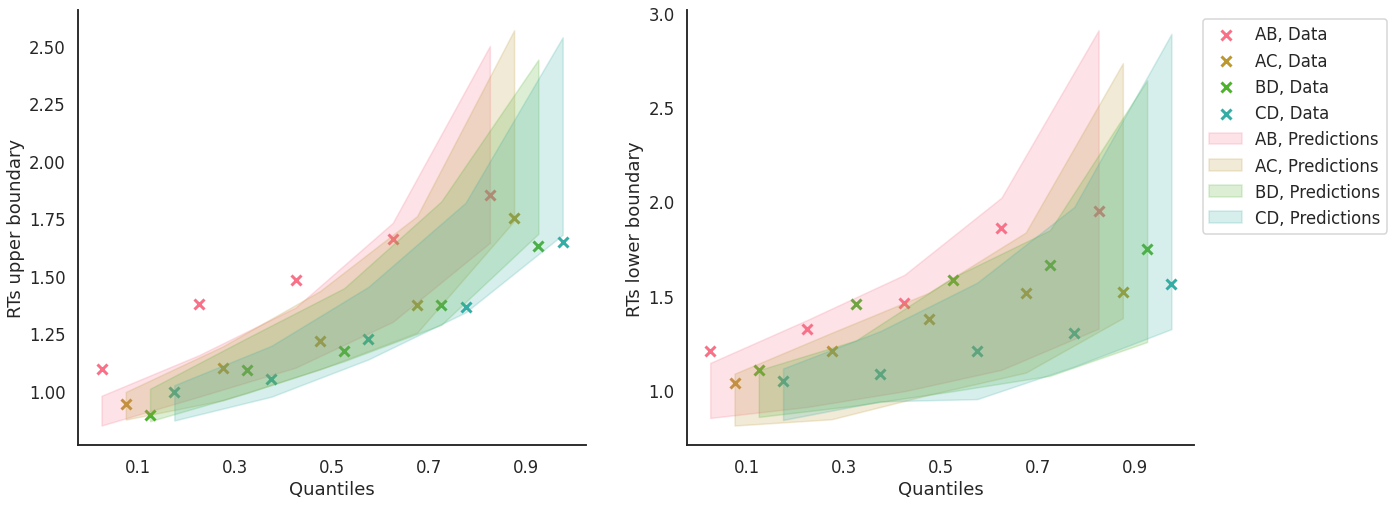 RTs upper boundary
2.50
2.25
2.00
1.75
1.50
1.25
1.00
0.1 0.3 0.5 0.7 0.9
Quantiles
RTs lower boundary
3.0
2.5
2.0
1.5
1.0
0.1 0.3 0.5 0.7 0.9
Quantiles
AB, Data
AC, Data
BD, Data
CD, Data
AB, Predictions
AC, Predictions
BD, Predictions
CD, Predictions